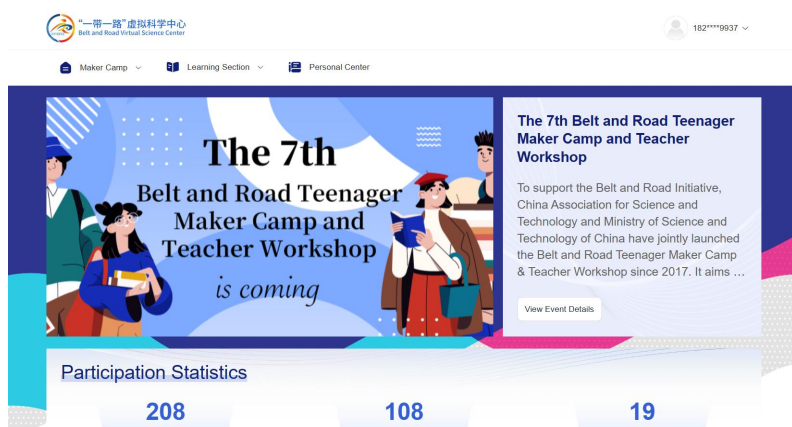 “一带一路”虚拟科学中心
Belt and Road Virtual Science Center
182****9937
Maker Camp
Learning Section
Personal Center
The 7th
Belt and Road Teenager
Maker Camp and
Teacher Workshop
is coming
The 7th Belt and Road Teenager
Maker Camp and Teacher
Workshop
To support the Belt and Road Initiative,
China Association for Science and
Technology and Ministry of Science and
Technology of China have jointly launched
the Belt and Road Teenager Maker Camp
& Teacher Workshop since 2017. It aims …
View Event Details
Participation Statistics
208
108
19